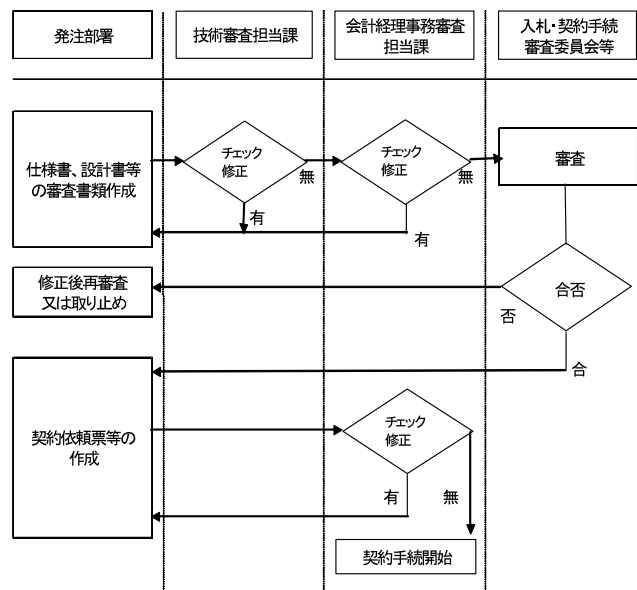 発注部署
技術審査担当課
会計経理事務審査
担当課
入札・契約手続
審査委員会等
仕様書、設計書等
の審査書類作成
チェック
修正
無
有
チェック
修正
無
有
審査
修正後再審査
又は取り止め
合否
否
合
契約依頼票等の
作成
チェック
修正
有
無
契約手続開始